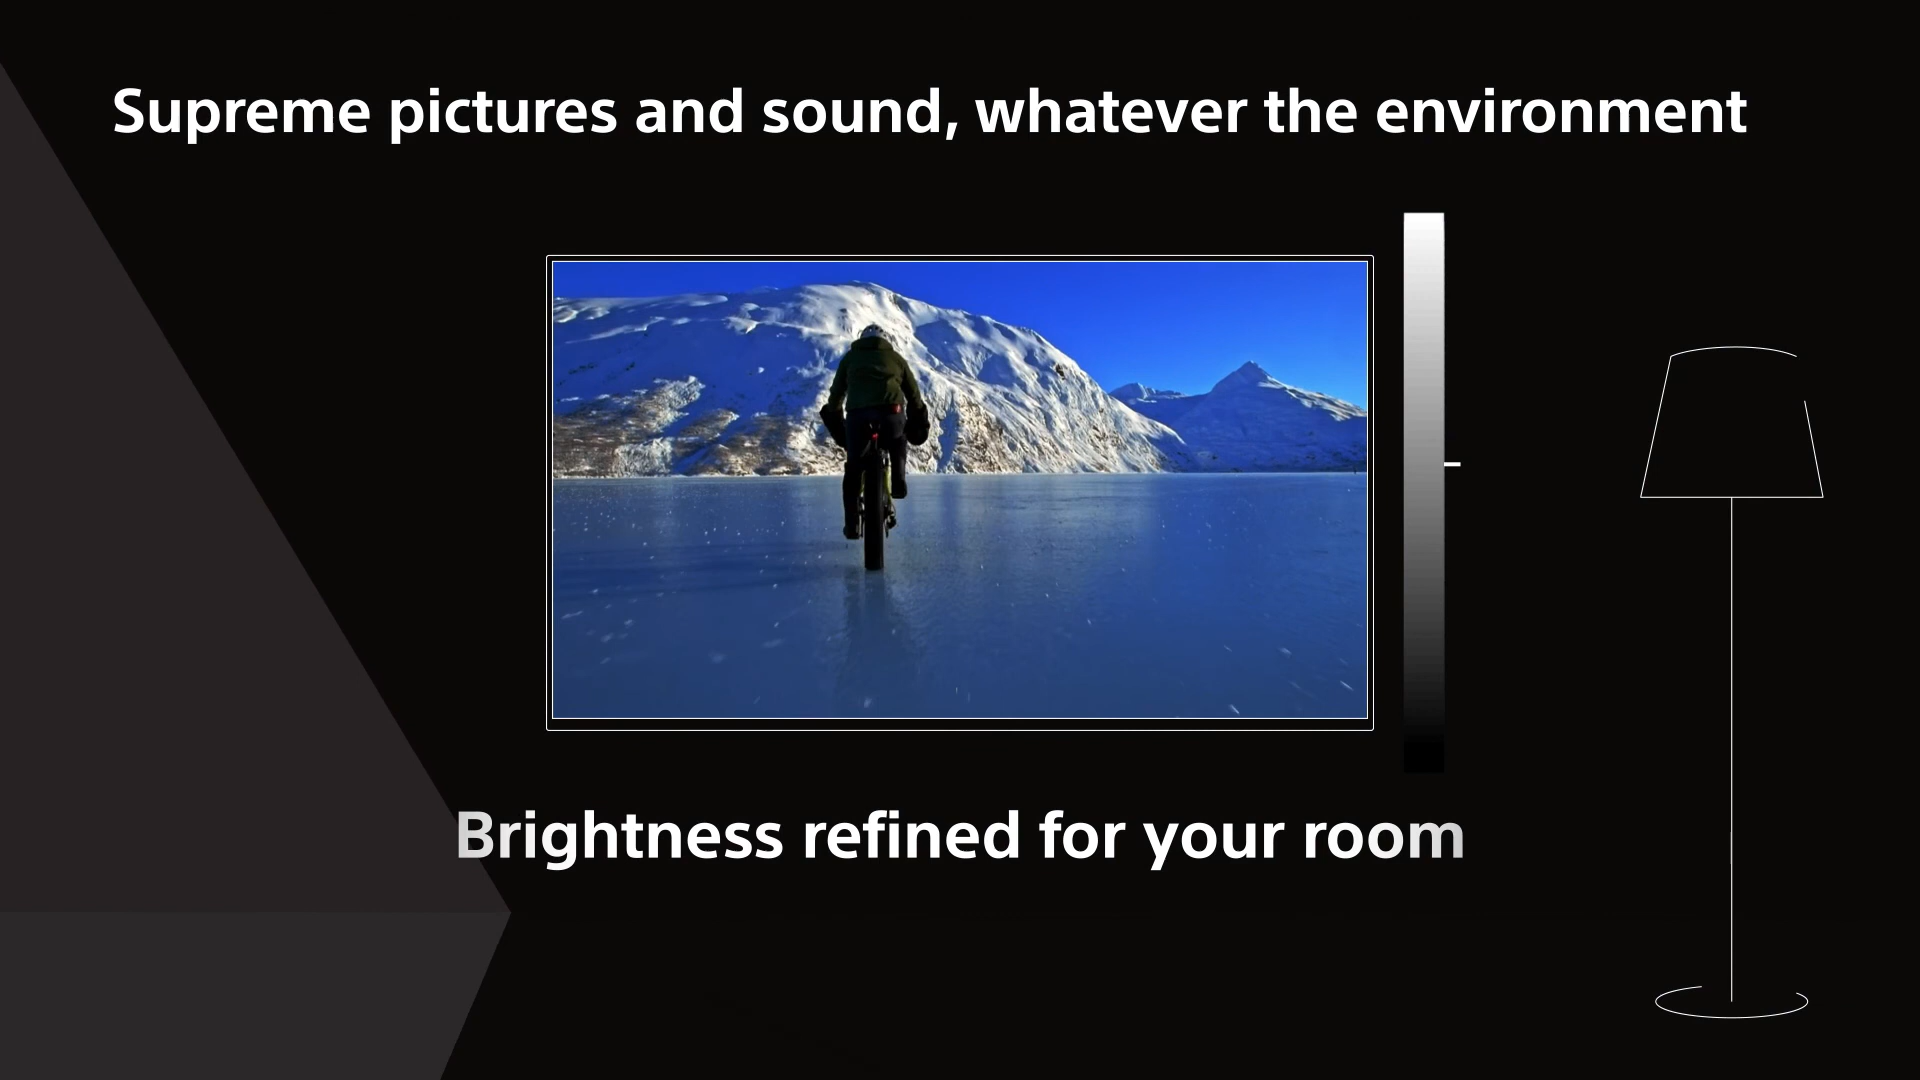 Supreme pictures and sound, whatever the environment
Brightness refined for your room